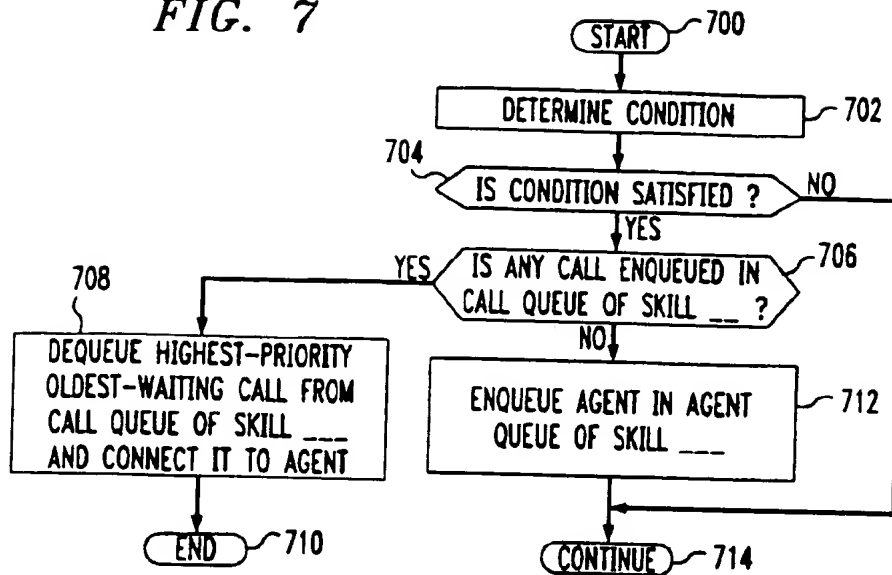 FIG. 7
START
700
DETERMINE CONDITION
702
704
IS CONDITION SATISFIED ?
NO
YES
706
IS ANY CALL ENQUEUED IN
CALL QUEUE OF SKILL __ ?
YES
NO
708
DEQUEUE HIGHEST-PRIORITY
OLDEST-WAITING CALL FROM
CALL QUEUE OF SKILL ___
AND CONNECT IT TO AGENT
ENQUEUE AGENT IN AGENT
QUEUE OF SKILL ___
712
END
710
CONTINUE
714